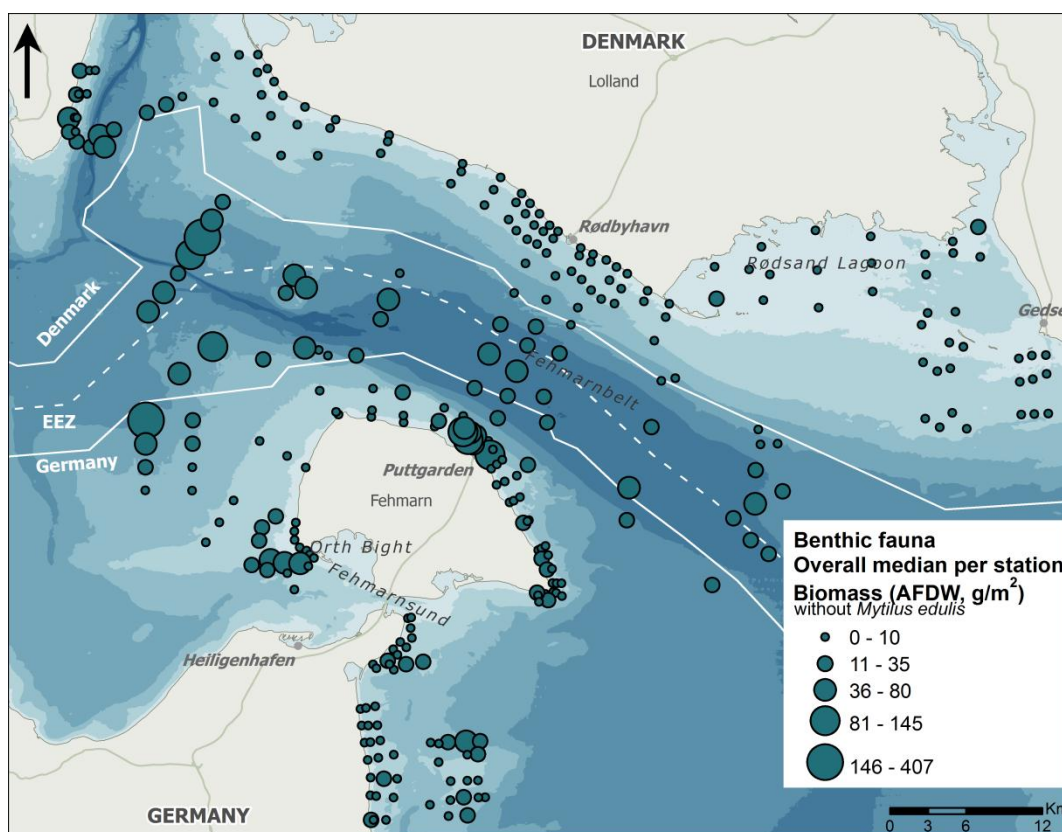 DENMARK
Lolland
Rødbyhavn
Rødsand Lagoon
Gedse
Denmark
EEZ
Germany
Fehmarnbelt
Puttgarden
Fehmarn
Orth Bight
Fehmarnsund
Heiligenhafen
GERMANY
Benthic fauna
Overall median per station
Biomass (AFDW, g/m²)
without Mytilus edulis
0 - 10
11 - 35
36 - 80
81 - 145
146 - 407
Km
0 3 6 12